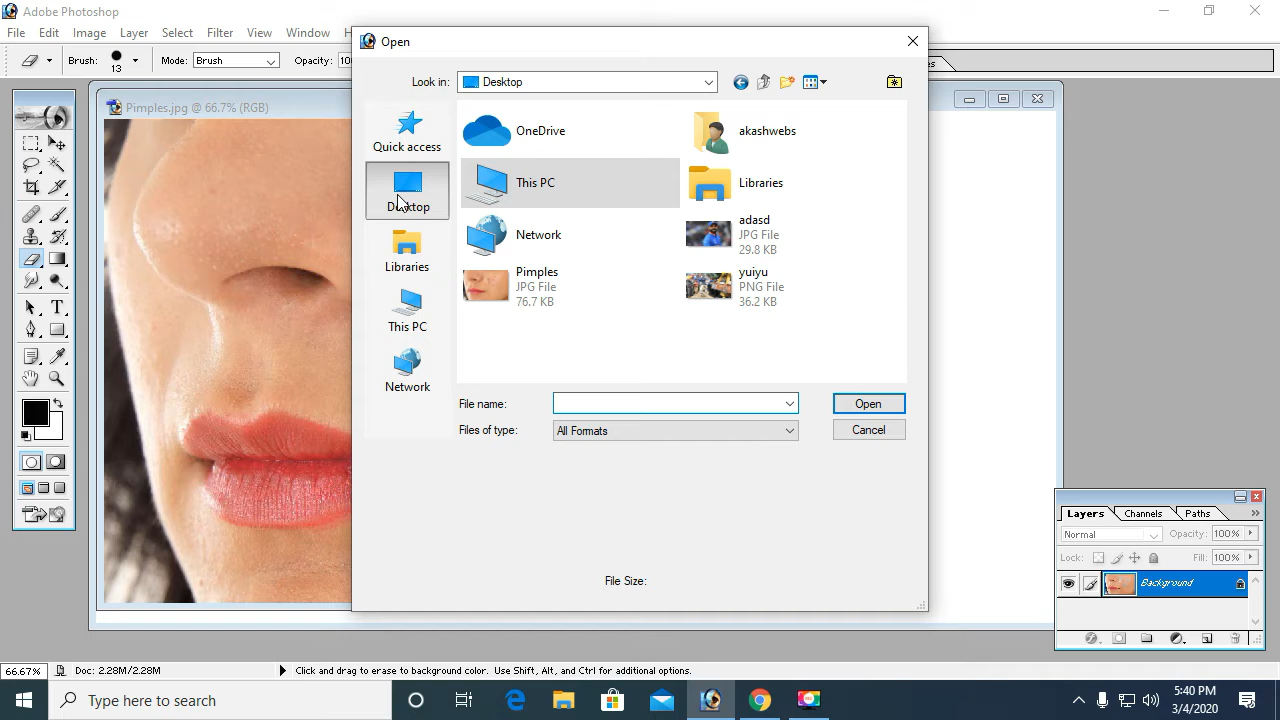 Adobe Photoshop
File Edit Image Layer Select Filter View Window H
Brush: 13 Mode: Brush Opacity: 100
Pimples.jpg @ 66.7% (RGB)
Open
Look in: Desktop
Quick access
Desktop
Libraries
This PC
Network
OneDrive
akashwebs
This PC
Libraries
Network
adasd
JPG File
29.8 KB
Pimples
JPG File
76.7 KB
yuiyu
PNG File
36.2 KB
File name:
Open
Files of type: All Formats
Cancel
File Size:
Layers Channels Paths
Normal Opacity: 100%
Lock: Fill: 100%
Background
66.67% Doc: 2.28M/2.28M Click and drag to erase to background color. Use Shift, Alt, and Ctrl for additional options.
Type here to search
5:40 PM
3/4/2020